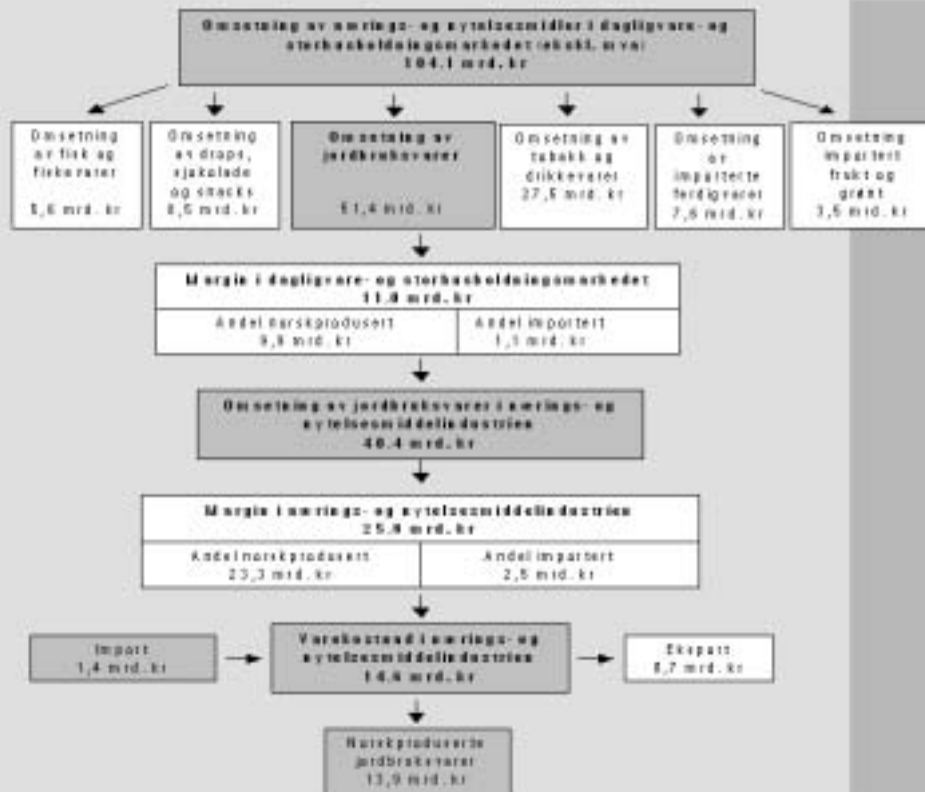 Omsetning av nærings- og nytelsesmidler i dagligvare- og
storhusholdningsmarkedet (ekskl. mva)
104.1 mrd.kr
Omsetning
av fisk og
fiskevarer
5,6 mrd. kr
Omsetning
av drops,
sjokolade
og snacks
8,5 mrd. kr
Omsetning av
jordbruksvarer
51,4 mrd. kr
Omsetning av
tobakk og
drikkevarer
27,5 mrd. kr
Omsetning
av
importerte
ferdigvarer
7,6 mrd. kr
Omsetning
importert
frukt og
grønt
3,5 mrd. kr
Margin i dagligvare- og storhusholdningsmarkedet
11.0 mrd.kr
Andel norskprodusert
9,9 mrd. kr
Andel importert
1,1 mrd. kr
Omsetning av jordbruksvarer i nærings- og
nytelsesmiddelindustrien
40.4 mrd.kr
Margin i nærings- og nytelsesmiddelindustrien
25.8 mrd.kr
Andel norskprodusert
23,3 mrd. kr
Andel importert
2,5 mrd. kr
Import
1,4 mrd. kr
Varekostnad i nærings- og
nytelsesmiddelindustrien
14.6 mrd.kr
Eksport
0,7 mrd. kr
Norskproduserte
jordbruksvarer
13,9 mrd. kr